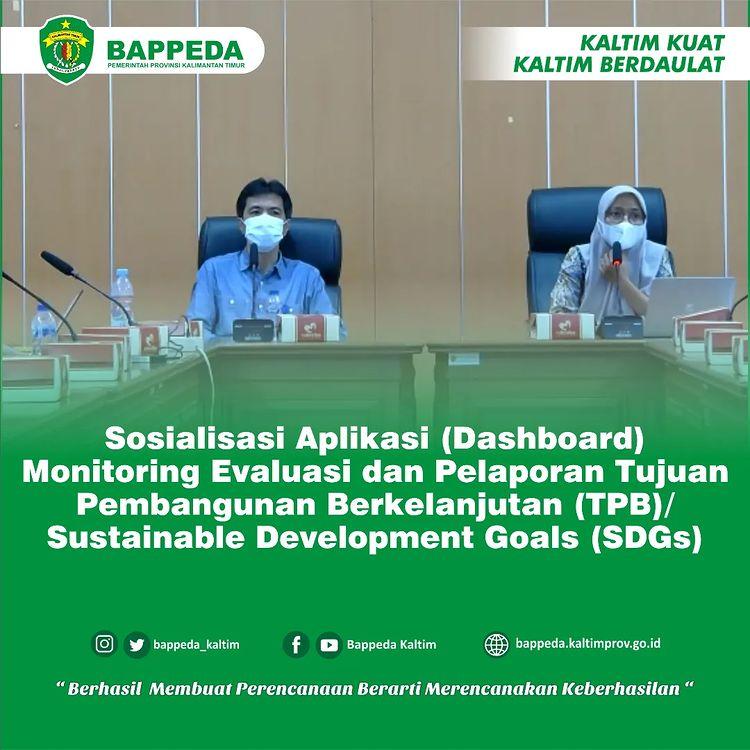 BAPPEDA
PEMERINTAH PROVINSI KALIMANTAN TIMUR
KALTIM KUAT
KALTIM BERDAULAT
Sosialisasi Aplikasi (Dashboard)
Monitoring Evaluasi dan Pelaporan Tujuan
Pembangunan Berkelanjutan (TPB)/
Sustainable Development Goals (SDGs)
bappeda_kaltim
Bappeda Kaltim
bappeda.kaltimprov.go.id
“ Berhasil Membuat Perencanaan Berarti Merencanakan Keberhasilan “